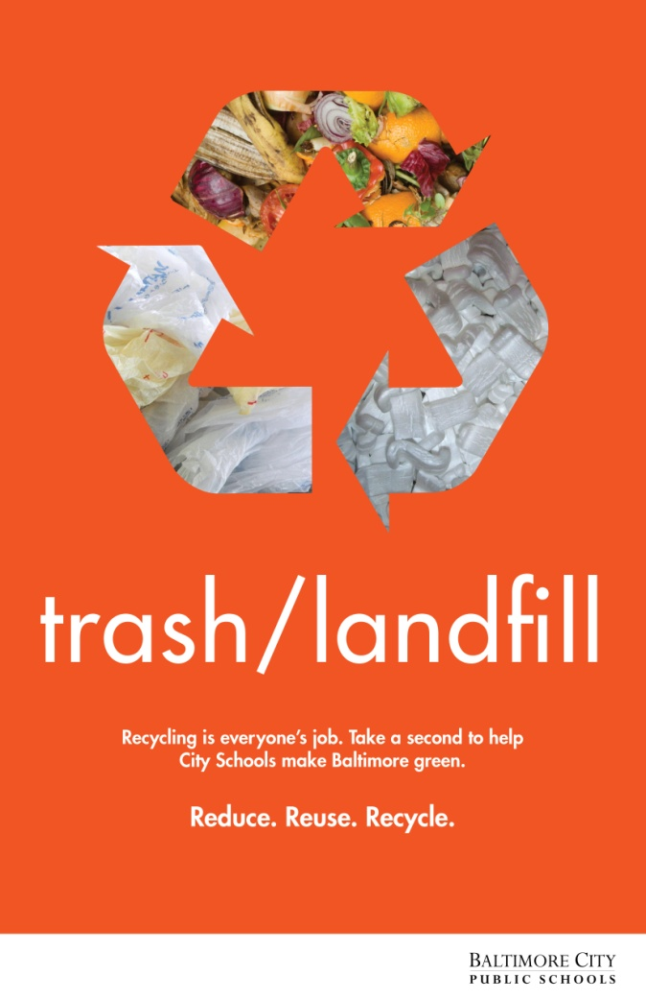 trash/landfill
Recycling is everyone's job. Take a second to help
City Schools make Baltimore green.
Reduce. Reuse. Recycle.
BALTIMORE CITY
PUBLIC SCHOOLS